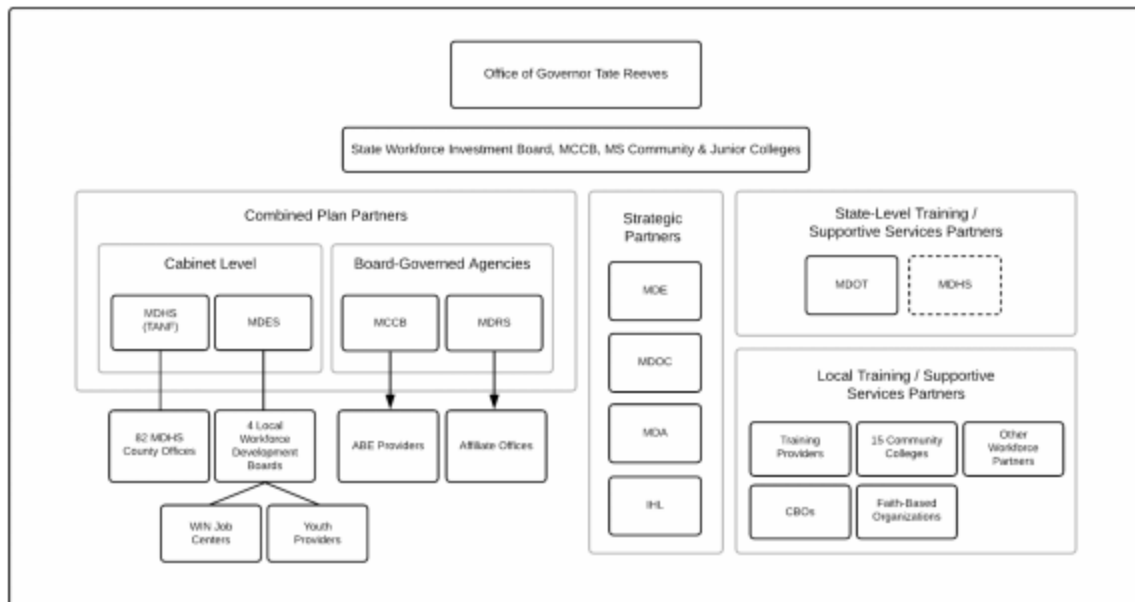 Office of Governor Tate Reeves
State Workforce Investment Board, MCCB, MS Community & Junior Colleges
Combined Plan Partners
Cabinet Level
MDHS
(TANF)
MDES
Board-Governed Agencies
MCCB
MDRS
82 MDHS
County Offices
4 Local
Workforce
Development
Boards
ABE Providers
Affiliate Offices
WIN Job
Centers
Youth
Providers
Strategic
Partners
MDE
MDOC
MDA
IHL
State-Level Training /
Supportive Services Partners
MDOT
MDHS
Local Training / Supportive
Services Partners
Training
Providers
15 Community
Colleges
Other
Workforce
Partners
CBOs
Faith-Based
Organizations